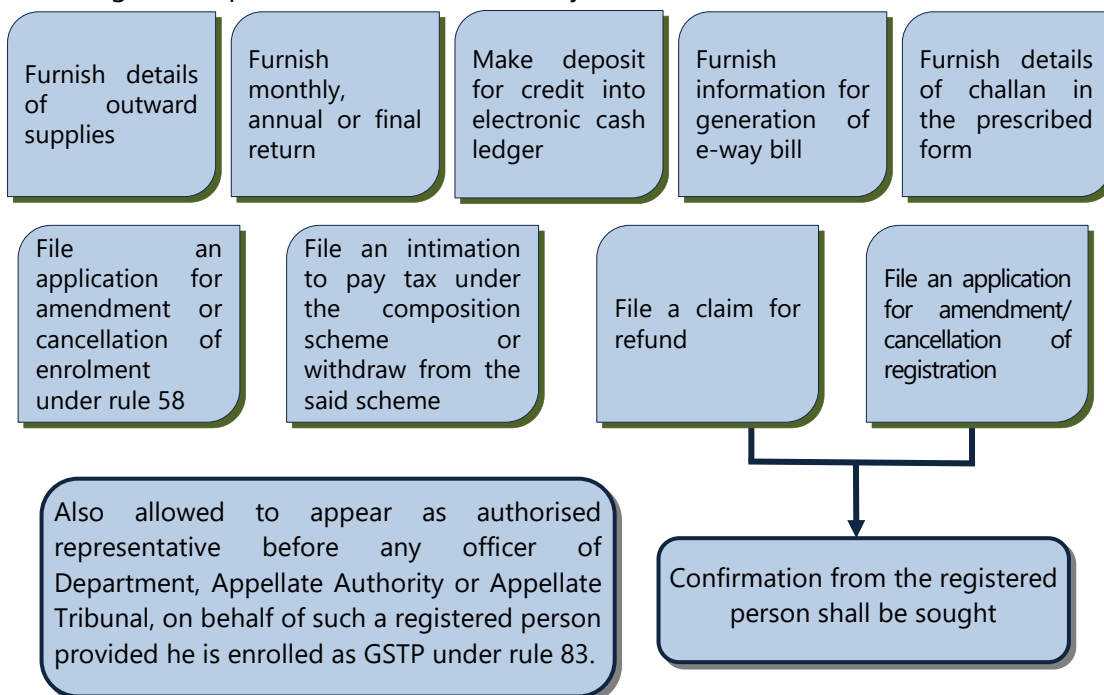 Furnish details
of outward
supplies
Furnish
monthly,
annual or final
return
Make deposit
for credit into
electronic cash
ledger
Furnish
information for
generation of
e-way bill
Furnish details
of challan in
the prescribed
form
File an
application for
amendment or
cancellation of
enrolment
under rule 58
File an intimation
to pay tax under
the composition
scheme or
withdraw from the
said scheme
File a claim for
refund
File an application
for amendment/
cancellation of
registration
Also allowed to appear as authorised
representative before any officer of
Department, Appellate Authority or Appellate
Tribunal, on behalf of such a registered person
provided he is enrolled as GSTP under rule 83.
Confirmation from the registered
person shall be sought